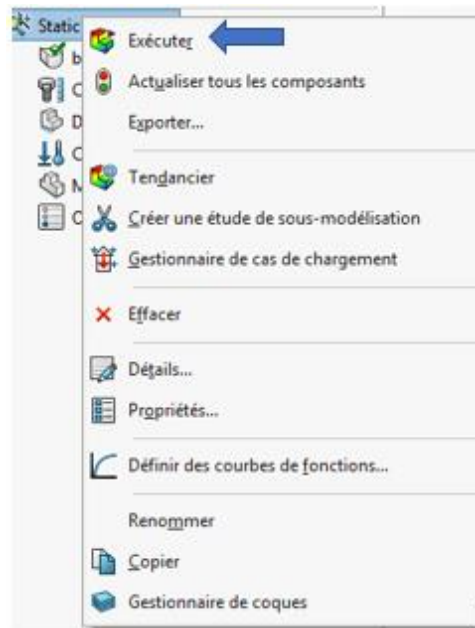 Static
Exécuter
b
Actualiser tous les composants
C
D
Exporter...
C
Tendancier
M
Créer une étude de sous-modélisation
C
Gestionnaire de cas de chargement
Effacer
Détails...
Propriétés...
Définir des courbes de fonctions...
Renommer
Copier
Gestionnaire de coques